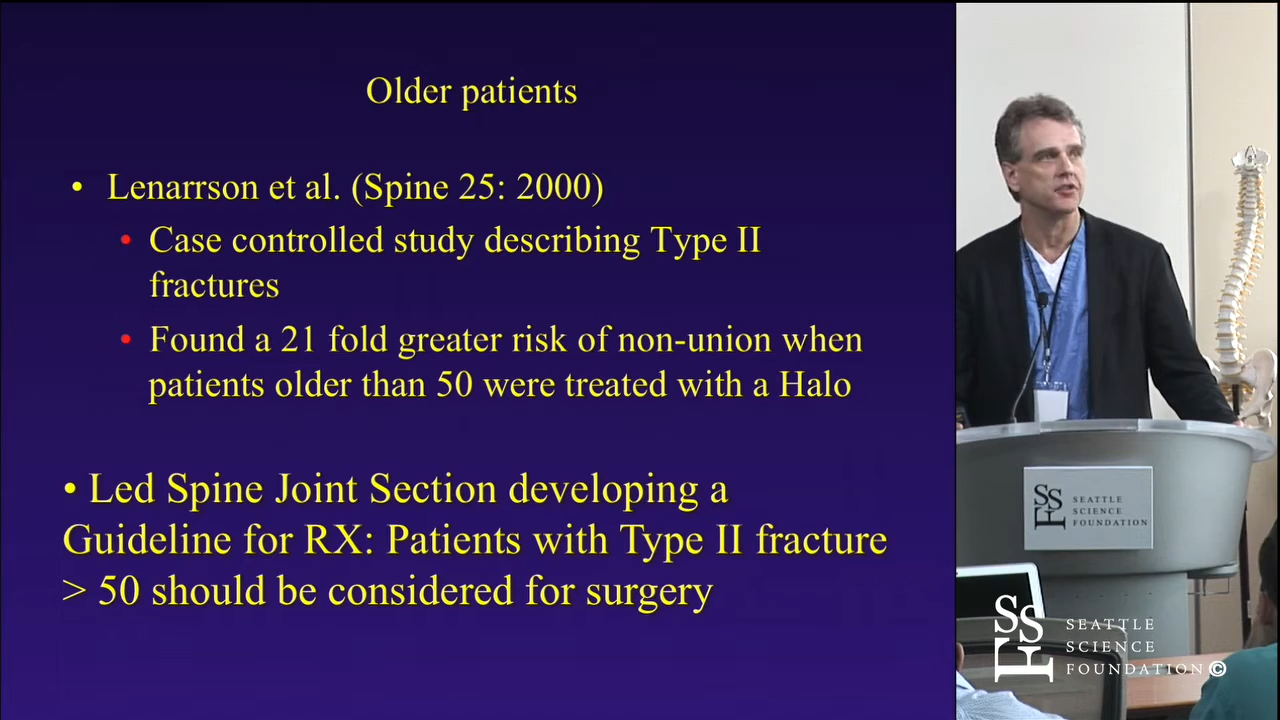 Older patients
• Lenarrson et al. (Spine 25: 2000)
• Case controlled study describing Type II
fractures
• Found a 21 fold greater risk of non-union when
patients older than 50 were treated with a Halo
• Led Spine Joint Section developing a
Guideline for RX: Patients with Type II fracture
> 50 should be considered for surgery
SSF
SEATTLE
SCIENCE
FOUNDATION
SSF
SEATTLE
SCIENCE
FOUNDATION©